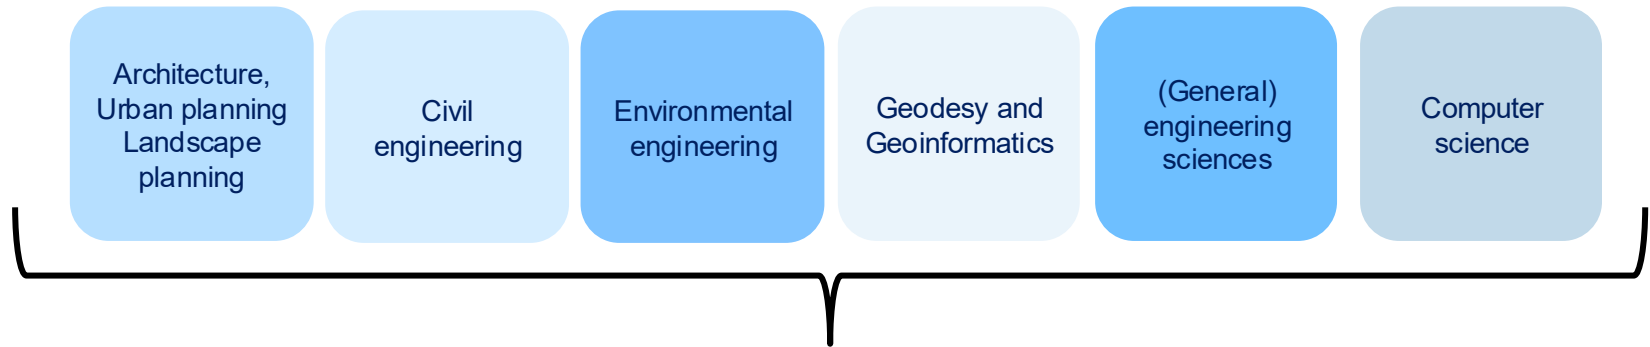 Architecture,
Urban planning
Landscape
planning
Civil
engineering
Environmental
engineering
Geodesy and
Geoinformatics
(General)
engineering
sciences
Computer
science